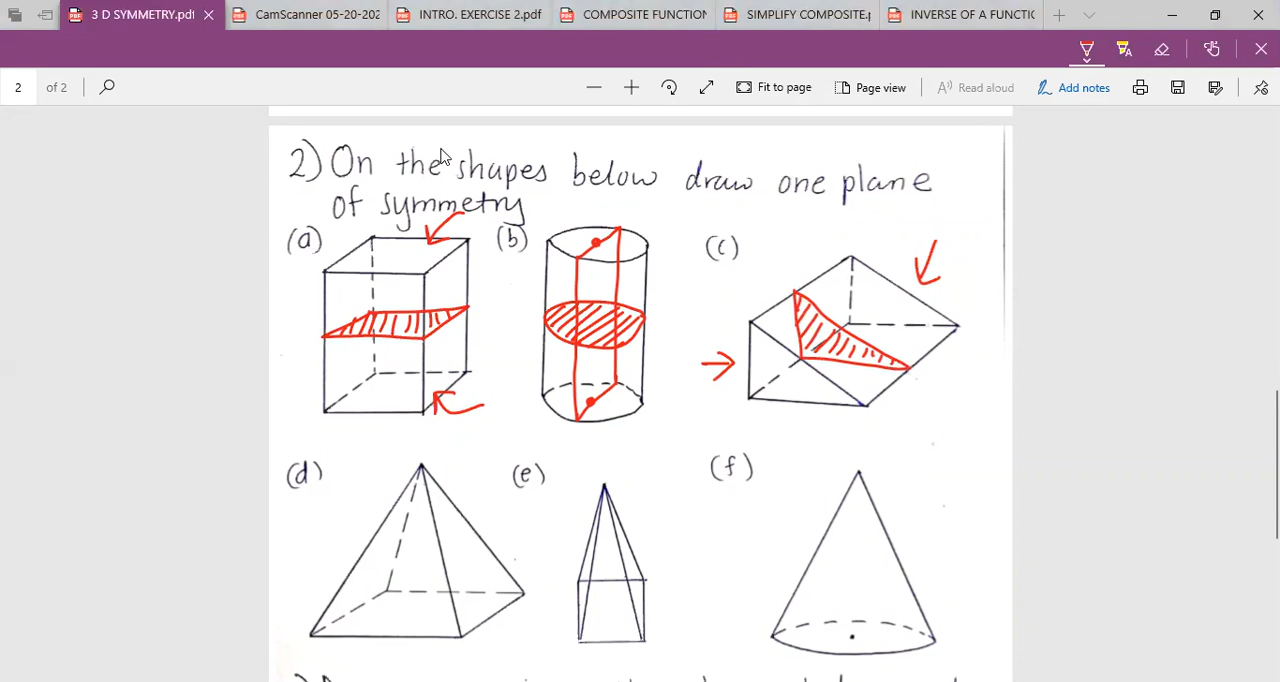 3 D SYMMETRY.pdf
CamScanner 05-20-202
INTRO. EXERCISE 2.pdf
COMPOSITE FUNCTION
SIMPLIFY COMPOSITE.p
INVERSE OF A FUNCTIC
2 of 2
Fit to page
Page view
Read aloud
Add notes
2) On the shapes below draw one plane
of symmetry
(a)
(b)
(c)
(d)
(e)
(f)